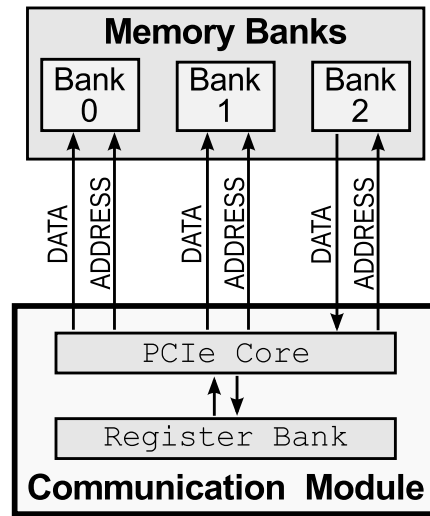 Memory Banks
Bank
0
Bank
1
Bank
2
DATA
ADDRESS
DATA
ADDRESS
DATA
ADDRESS
PCIe Core
Register Bank
Communication Module